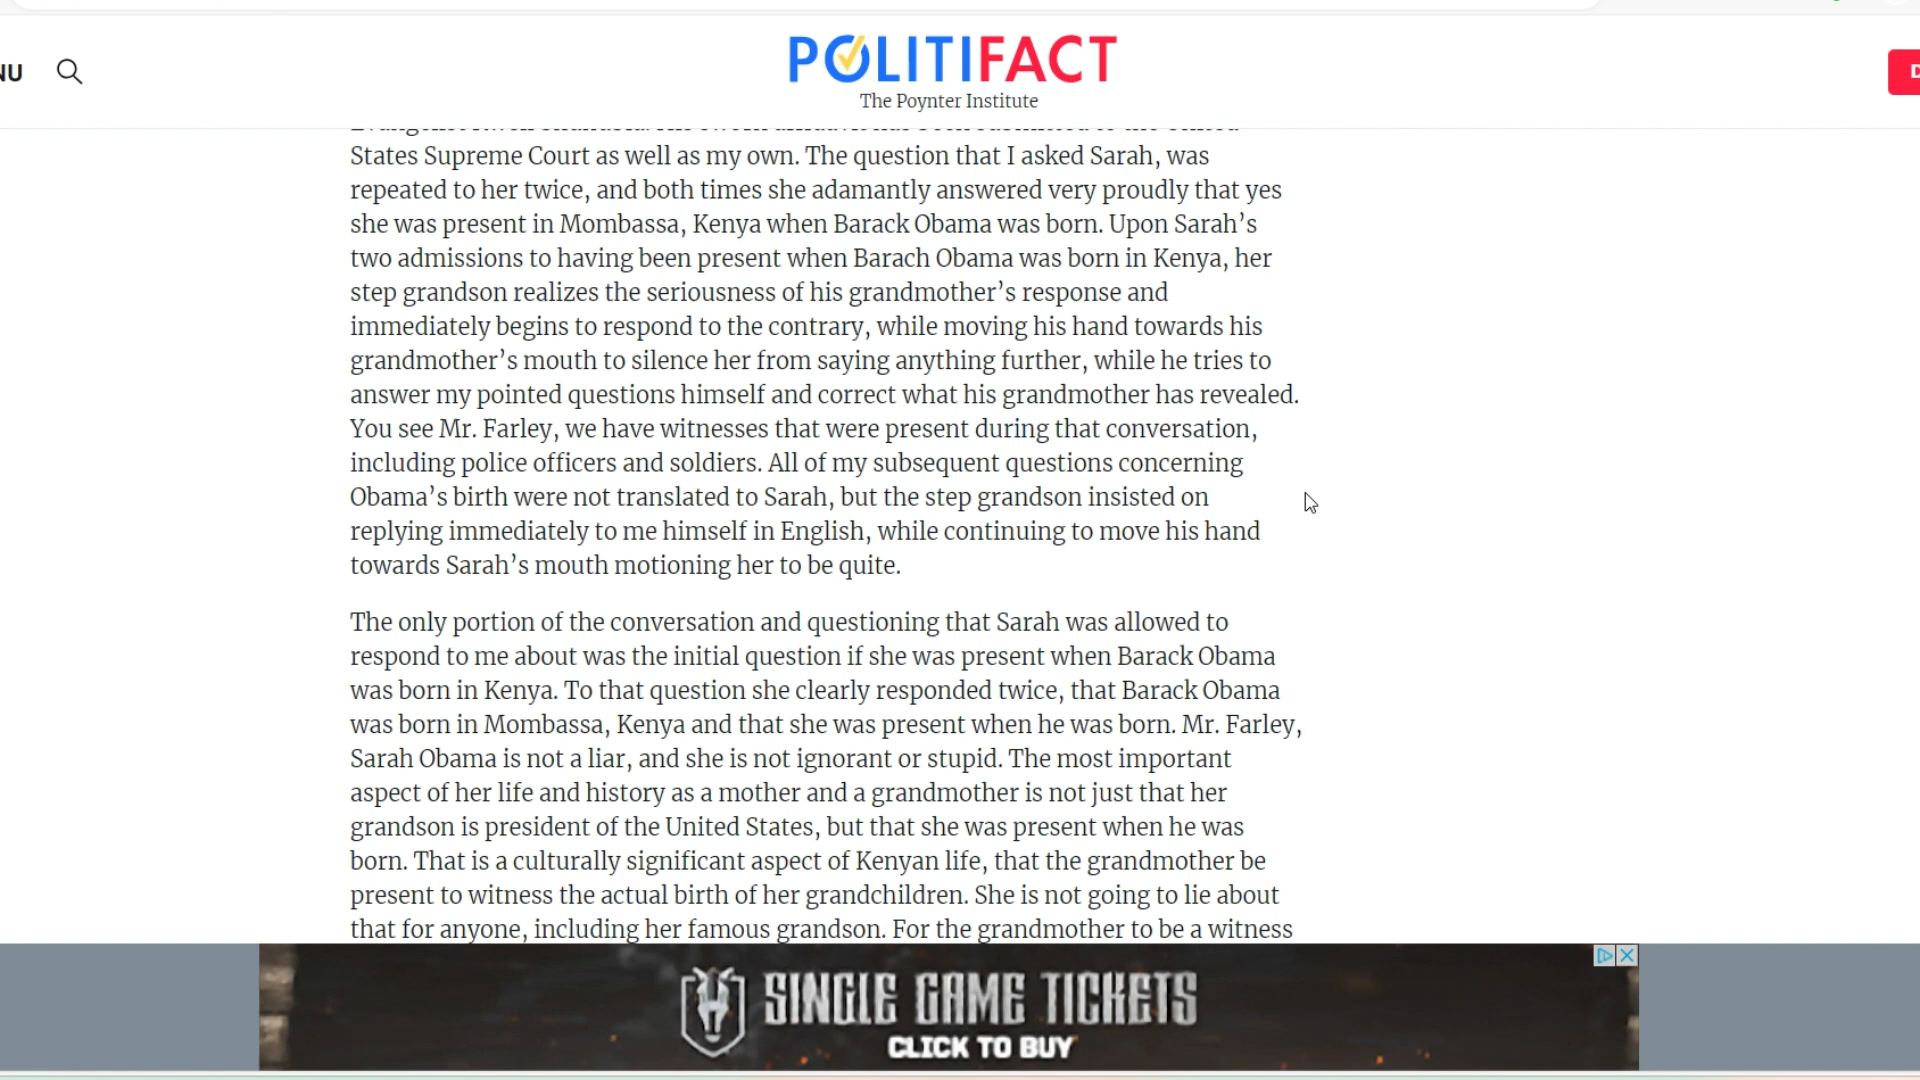 NU
POLITIFACT
The Poynter Institute
States Supreme Court as well as my own. The question that I asked Sarah, was
repeated to her twice, and both times she adamantly answered very proudly that yes
she was present in Mombassa, Kenya when Barack Obama was born. Upon Sarah’s
two admissions to having been present when Barach Obama was born in Kenya, her
step grandson realizes the seriousness of his grandmother’s response and
immediately begins to respond to the contrary, while moving his hand towards his
grandmother’s mouth to silence her from saying anything further, while he tries to
answer my pointed questions himself and correct what his grandmother has revealed.
You see Mr. Farley, we have witnesses that were present during that conversation,
including police officers and soldiers. All of my subsequent questions concerning
Obama’s birth were not translated to Sarah, but the step grandson insisted on
replying immediately to me himself in English, while continuing to move his hand
towards Sarah’s mouth motioning her to be quite.
The only portion of the conversation and questioning that Sarah was allowed to
respond to me about was the initial question if she was present when Barack Obama
was born in Kenya. To that question she clearly responded twice, that Barack Obama
was born in Mombassa, Kenya and that she was present when he was born. Mr. Farley,
Sarah Obama is not a liar, and she is not ignorant or stupid. The most important
aspect of her life and history as a mother and a grandmother is not just that her
grandson is president of the United States, but that she was present when he was
born. That is a culturally significant aspect of Kenyan life, that the grandmother be
present to witness the actual birth of her grandchildren. She is not going to lie about
that for anyone, including her famous grandson. For the grandmother to be a witness
SINGLE GAME TICKETS
CLICK TO BUY